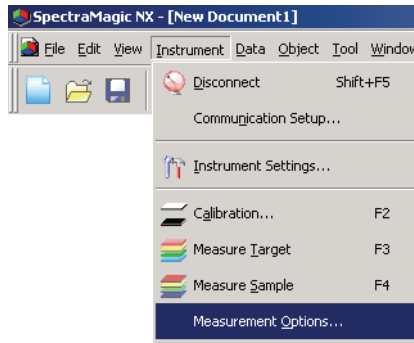 SpectraMagic NX - [New Document1]
File Edit View Instrument Data Object Tool Window
Disconnect Shift+F5
Communication Setup...
Instrument Settings...
Calibration... F2
Measure Target F3
Measure Sample F4
Measurement Options...